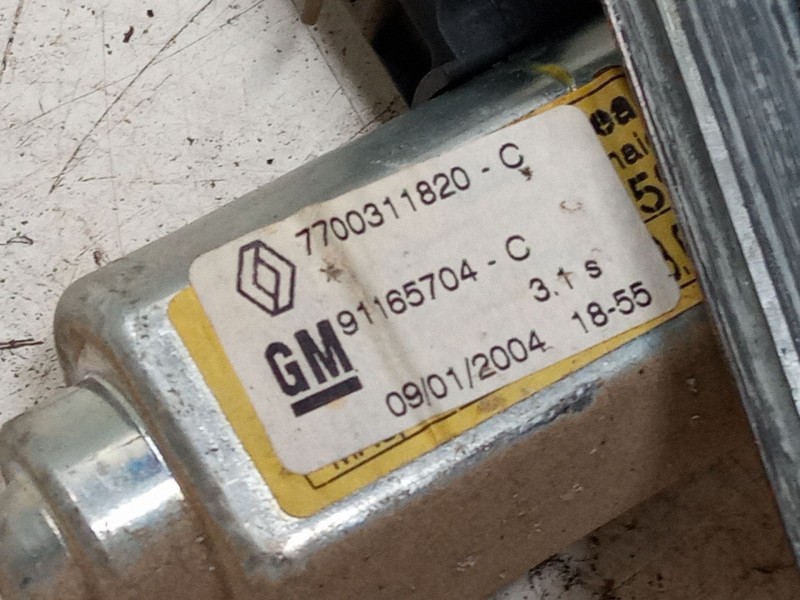 7700311820 - C
GM 91165704 - C
3.1 s
09/01/2004 18-55